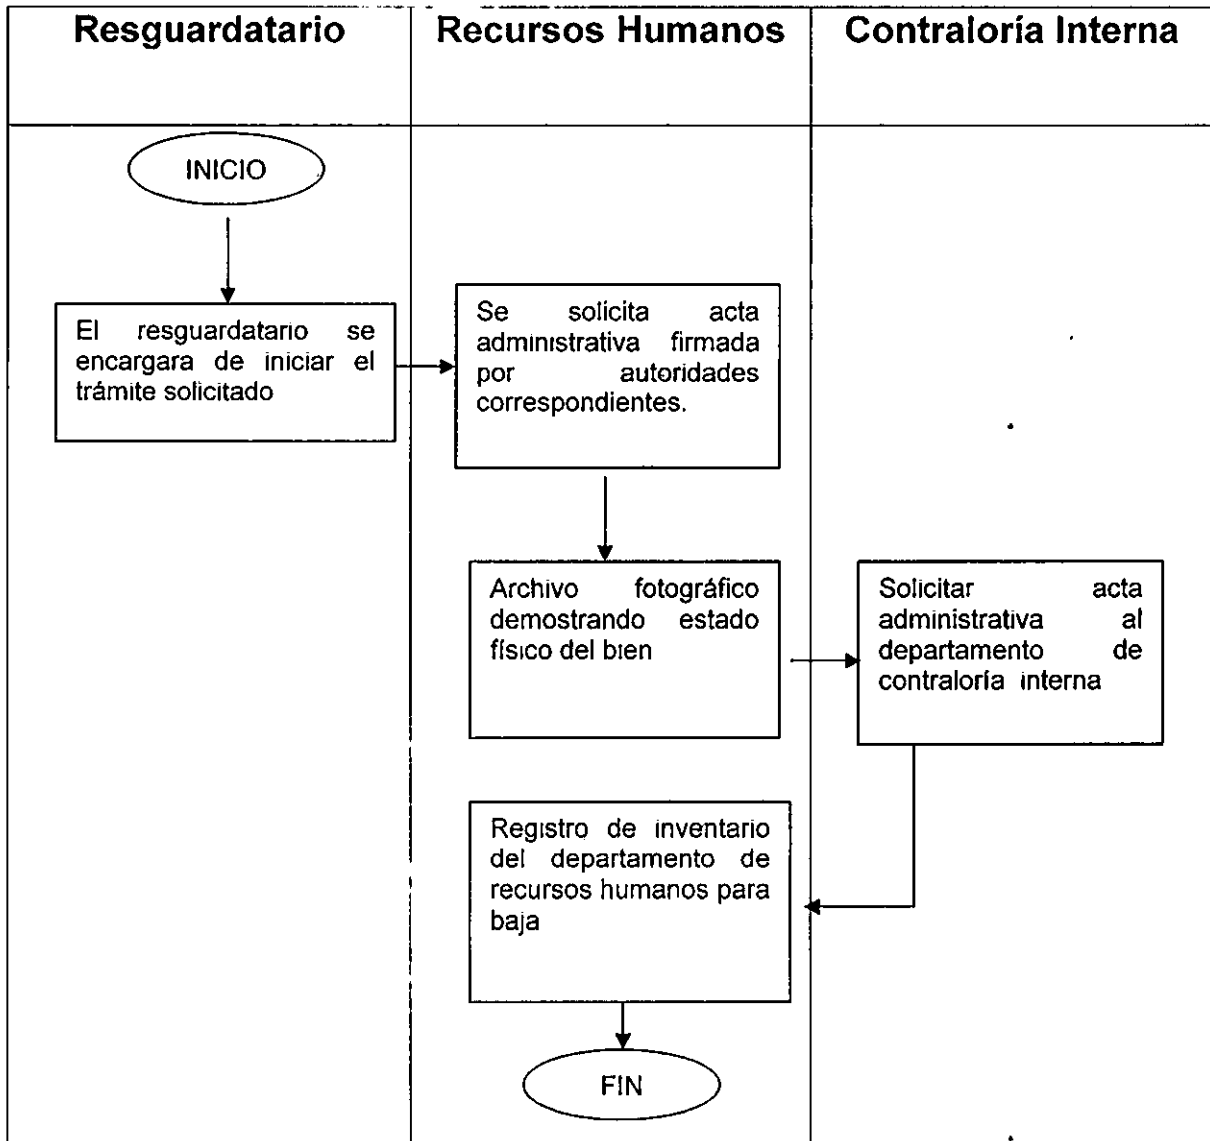 Resguardatario
Recursos Humanos
Contraloría Interna
INICIO
El resguardatario se
encargara de iniciar el
trámite solicitado
Se solicita acta
administrativa firmada
por autoridades
correspondientes.
Archivo fotográfico
demostrando estado
físico del bien
Solicitar acta
administrativa al
departamento de
contraloría interna
Registro de inventario
del departamento de
recursos humanos para
baja
FIN